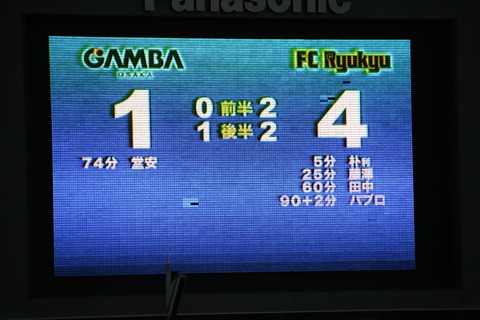 Panasonic
GAMBA
OSAKA
FC Ryukyu
1
4
0 前半 2
1 後半 2
74分 堂安
5分 朴利
25分 藤澤
60分 田中
90+2分 パブロ